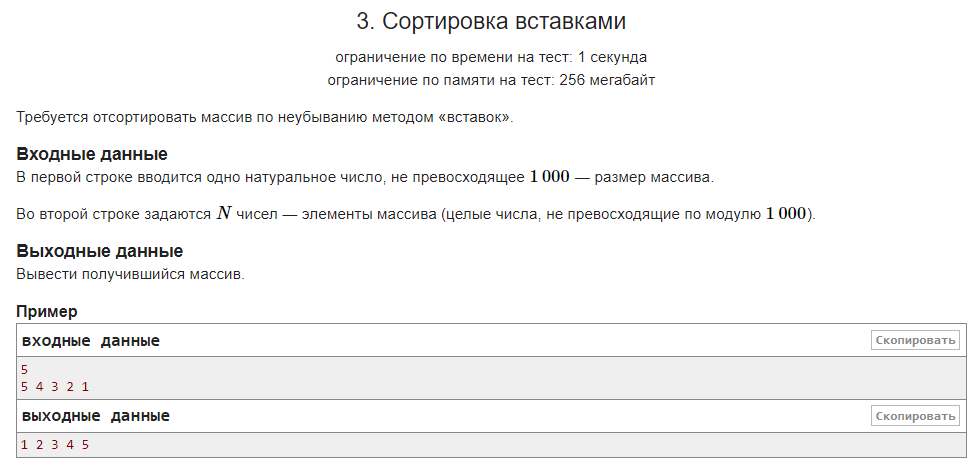 3. Сортировка вставками
ограничение по времени на тест: 1 секунда
ограничение по памяти на тест: 256 мегабайт
Требуется отсортировать массив по неубыванию методом «вставок».
Входные данные
В первой строке вводится одно натуральное число, не превосходящее 1 000 — размер массива.
Во второй строке задаются N чисел — элементы массива (целые числа, не превосходящие по модулю 1 000).
Выходные данные
Вывести получившийся массив.
Пример
входные данные Скопировать
5
5 4 3 2 1
выходные данные Скопировать
1 2 3 4 5